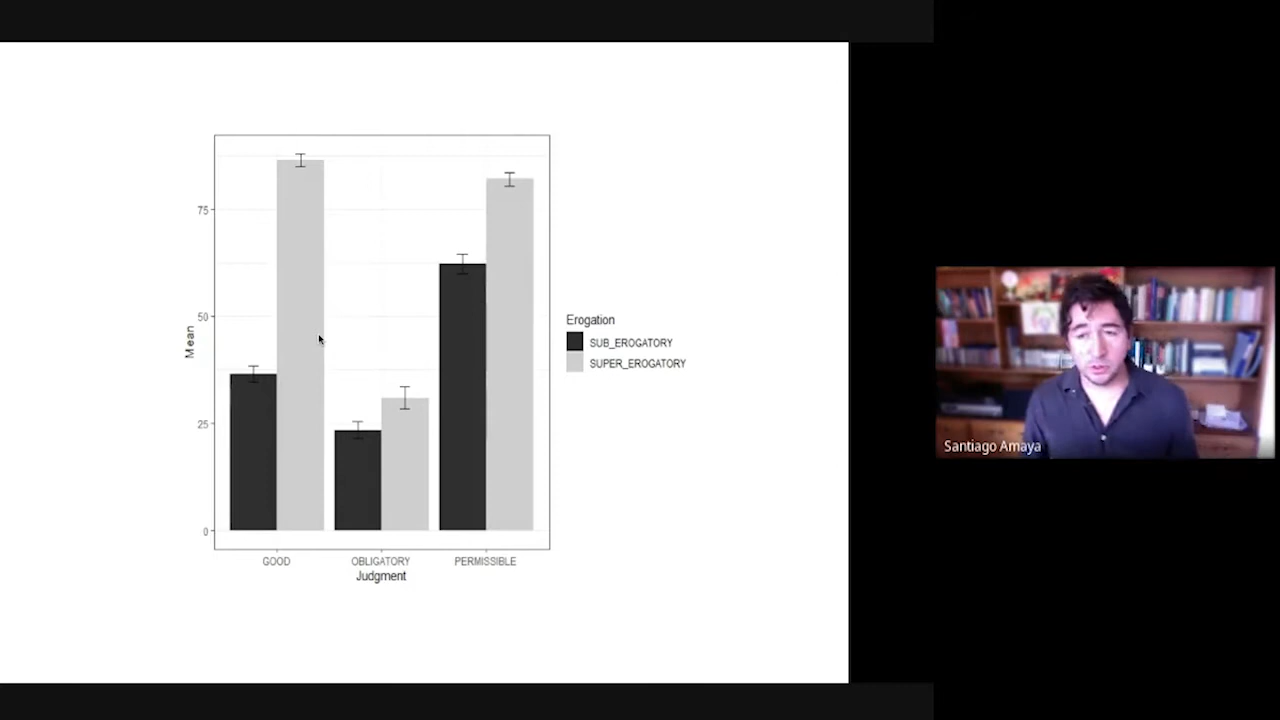 75
50
25
0
Mean
GOOD
OBLIGATORY
PERMISSIBLE
Judgment
Erogation
SUB_EROGATORY
SUPER_EROGATORY
Santiago Amaya